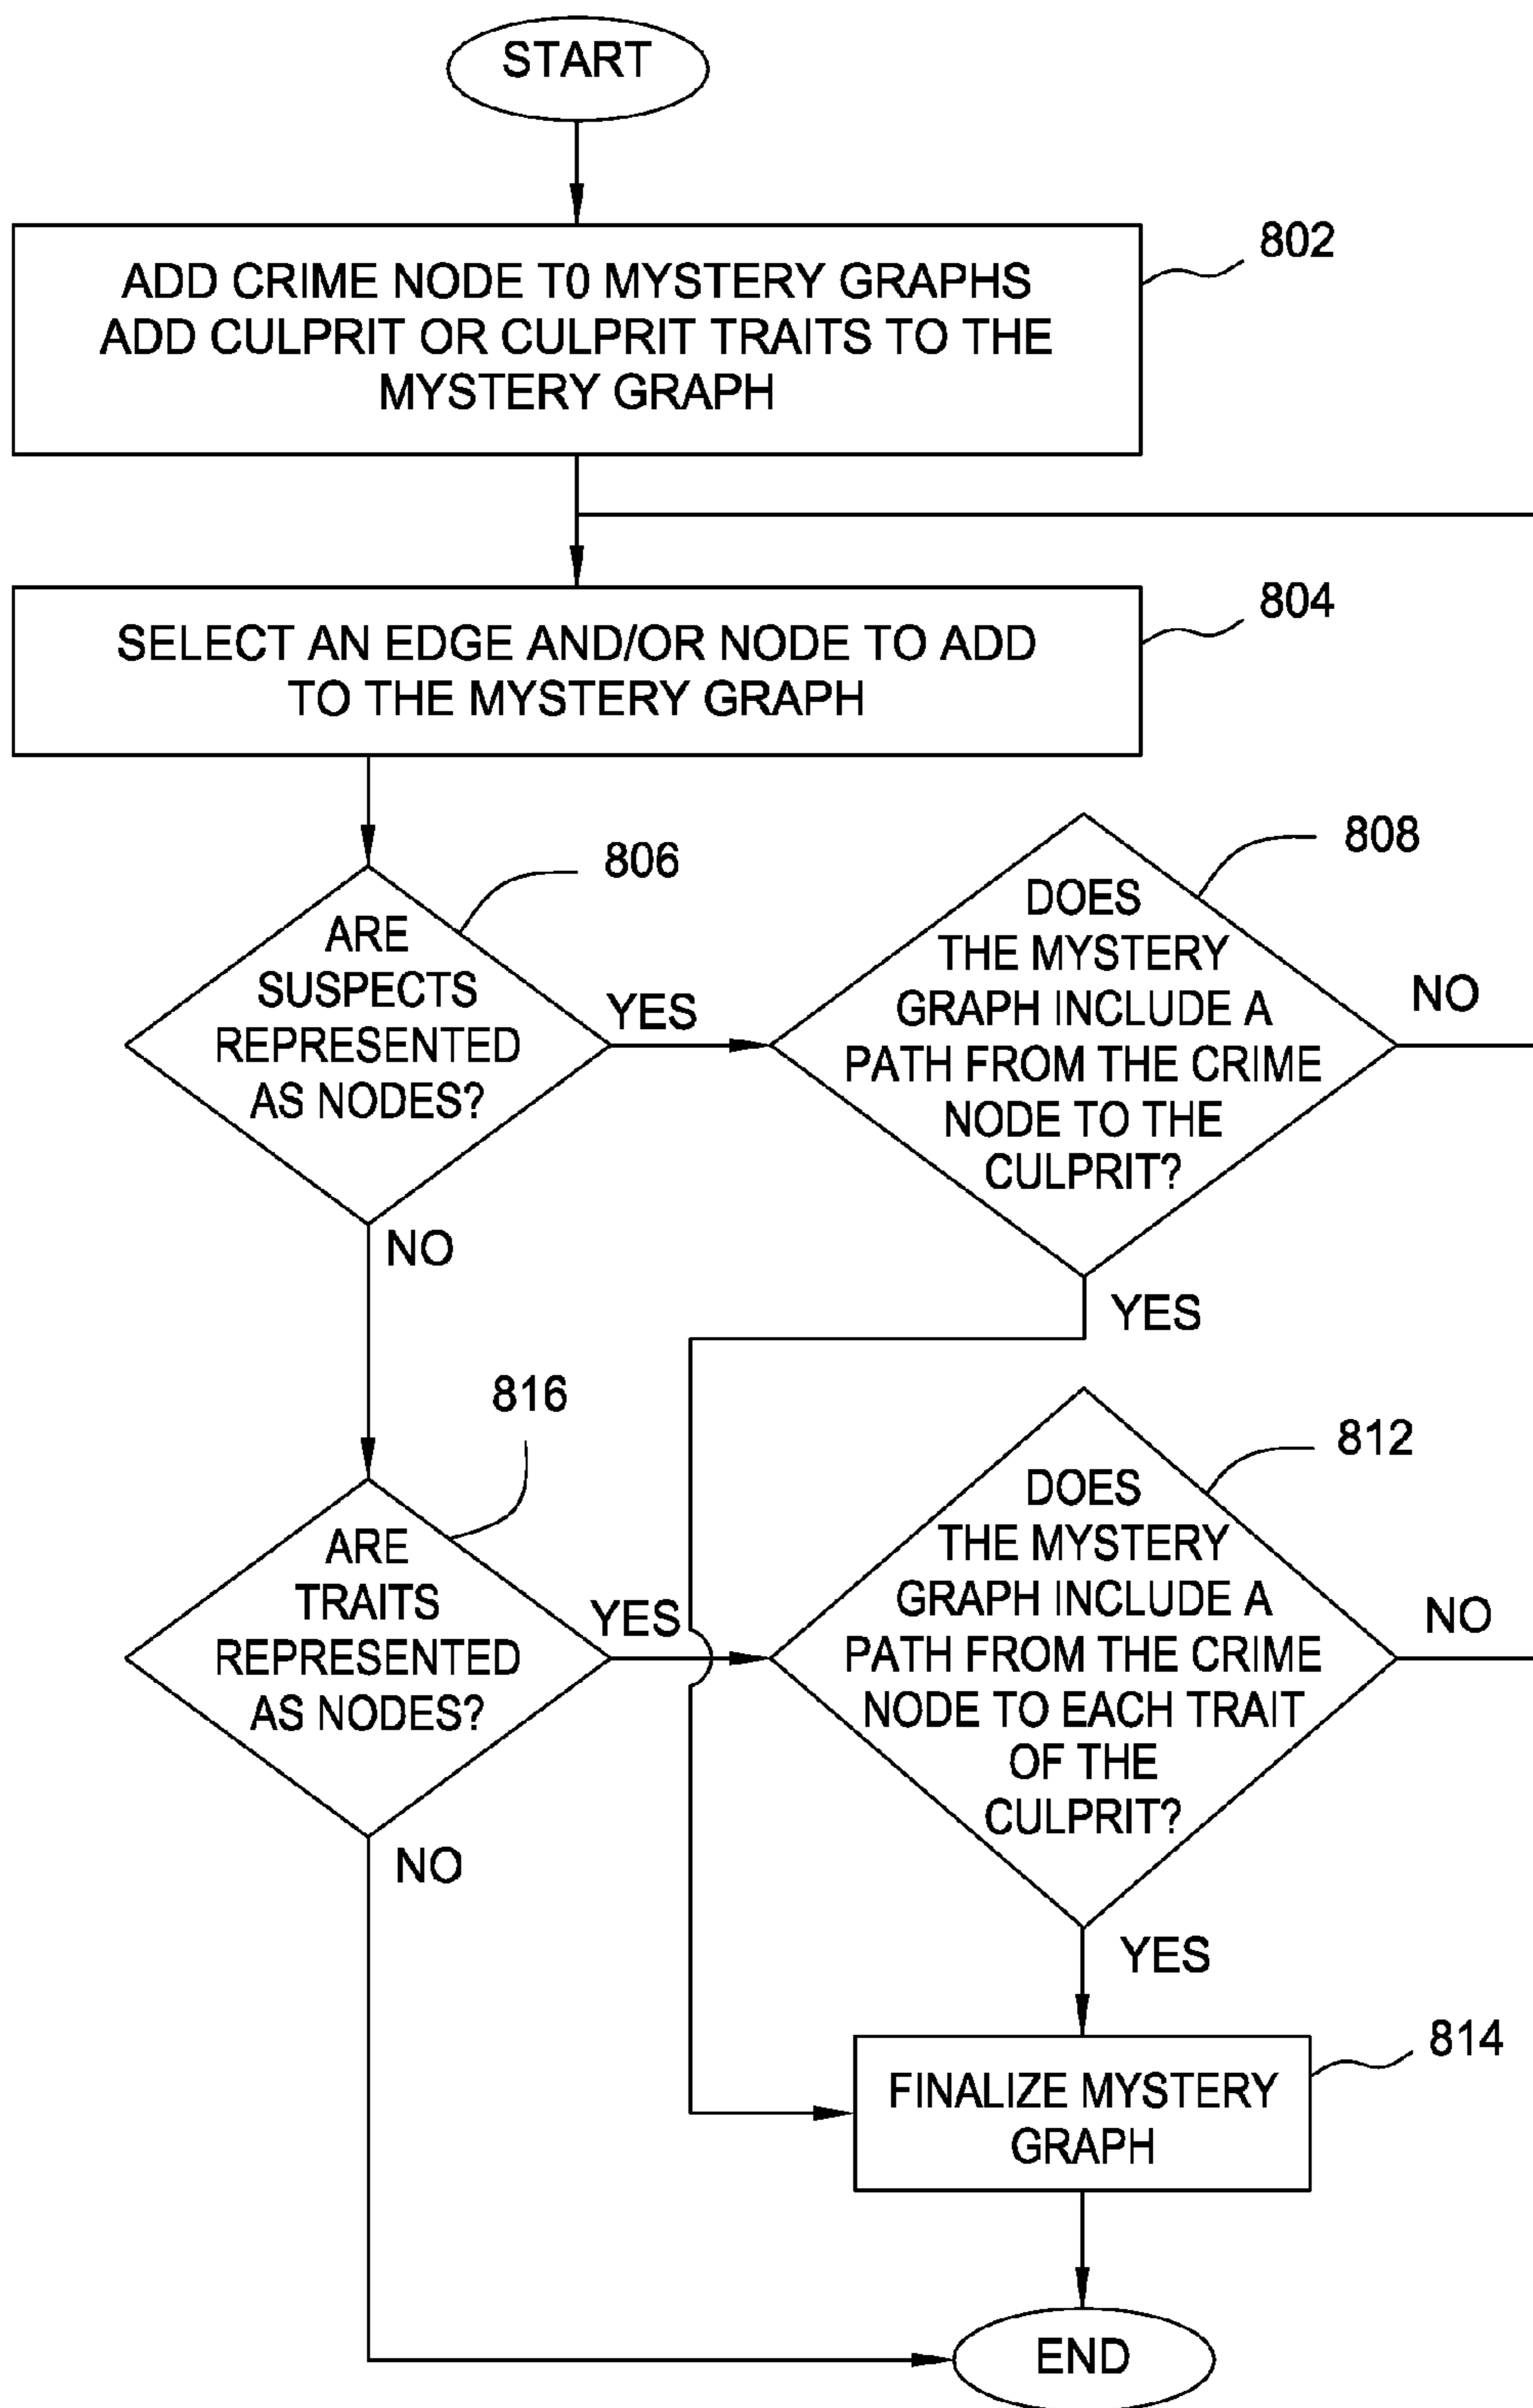 START
ADD CRIME NODE T0 MYSTERY GRAPHS
ADD CULPRIT OR CULPRIT TRAITS TO THE
MYSTERY GRAPH
802
SELECT AN EDGE AND/OR NODE TO ADD
TO THE MYSTERY GRAPH
804
ARE
SUSPECTS
REPRESENTED
AS NODES?
806
YES
NO
DOES
THE MYSTERY
GRAPH INCLUDE A
PATH FROM THE CRIME
NODE TO THE
CULPRIT?
808
NO
YES
ARE
TRAITS
REPRESENTED
AS NODES?
816
YES
NO
DOES
THE MYSTERY
GRAPH INCLUDE A
PATH FROM THE CRIME
NODE TO EACH TRAIT
OF THE
CULPRIT?
812
NO
YES
FINALIZE MYSTERY
GRAPH
814
END